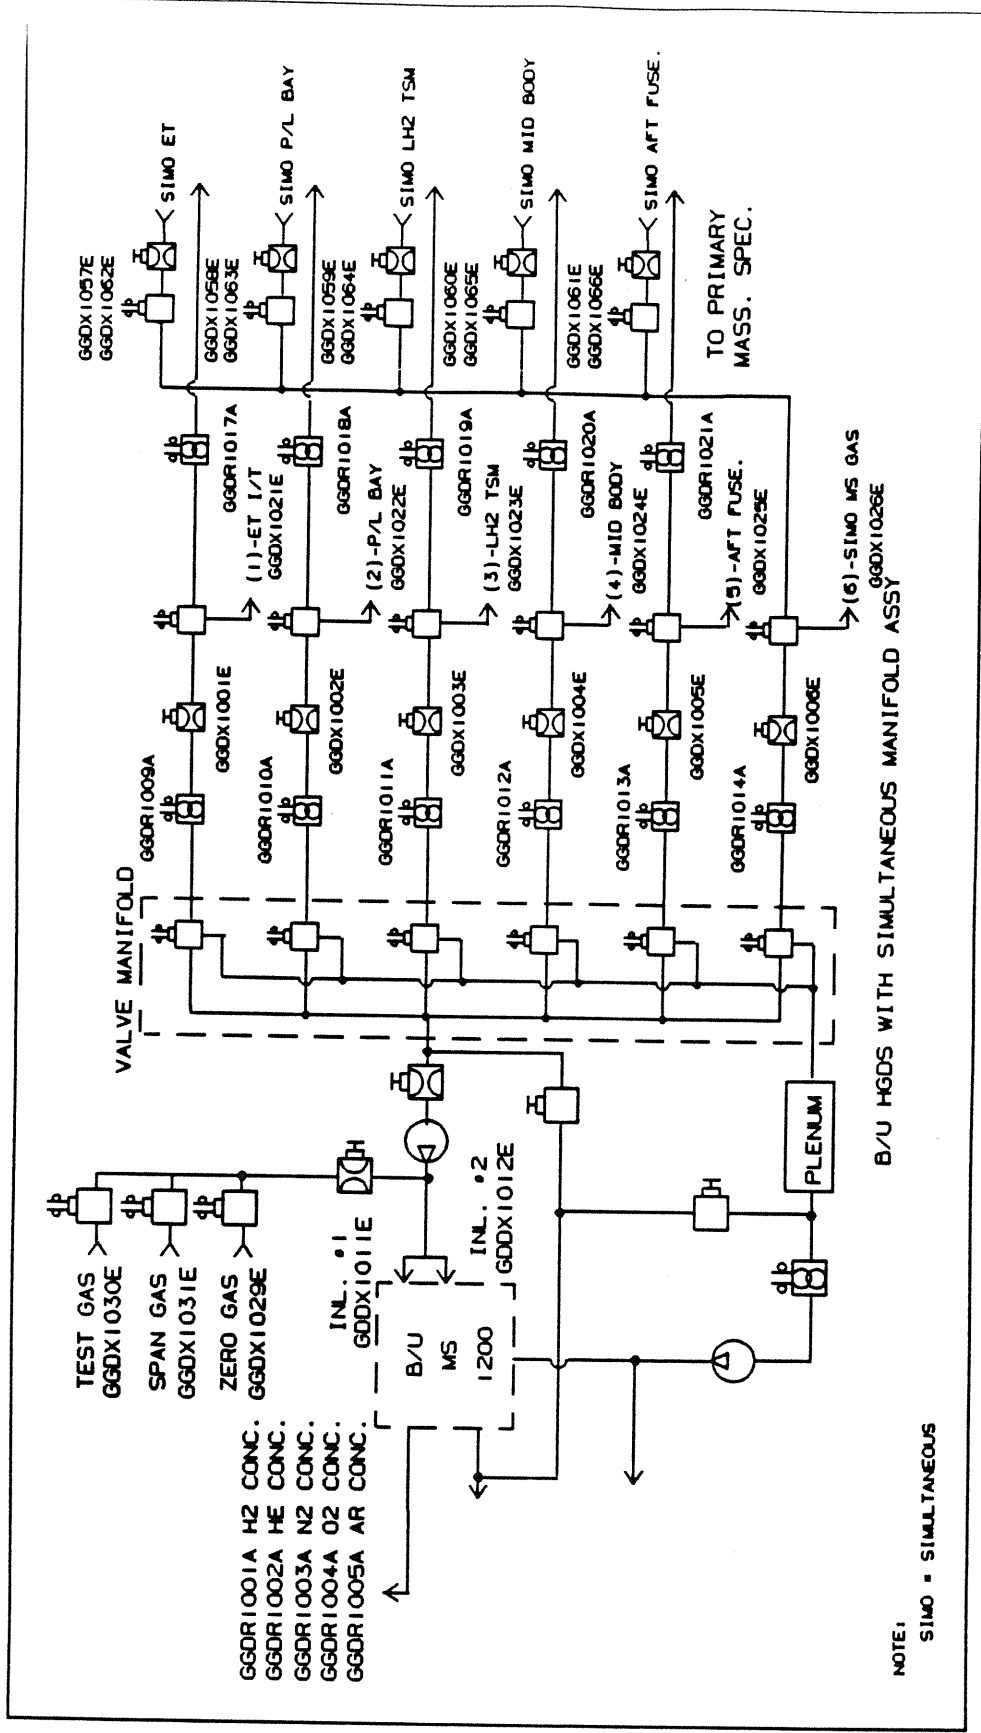 GGDX1057E
GGDX1062E
SIMO ET
GGDX1058E
GGDX1063E
SIMO P/L BAY
GGDX1059E
GGDX1064E
SIMO LH2 TSM
GGDX1060E
GGDX1065E
SIMO MID BODY
GGDX1061E
GGDX1066E
SIMO AFT FUSE.
TO PRIMARY
MASS. SPEC.
GGDR1017A
(1)-ET I/T
GGDX1021E
GGDR1018A
(2)-P/L BAY
GGDX1022E
GGDR1019A
(3)-LH2 TSM
GGDX1023E
GGDR1020A
(4)-MID BODY
GGDX1024E
GGDR1021A
(5)-AFT FUSE.
GGDX1025E
(6)-SIMO MS GAS
GGDX1026E
GGDR1009A
GGDX1001E
GGDR1010A
GGDX1002E
GGDR1011A
GGDX1003E
GGDR1012A
GGDX1004E
GGDR1013A
GGDX1005E
GGDR1014A
GGDX1006E
VALVE MANIFOLD
TEST GAS
GGDX1030E
SPAN GAS
GGDX1031E
ZERO GAS
GGDX1029E
INL. #1
GDDX1011E
INL. #2
GDDX1012E
B/U
MS
1200
PLENUM
GGDR1001A H2 CONC.
GGDR1002A HE CONC.
GGDR1003A N2 CONC.
GGDR1004A O2 CONC.
GGDR1005A AR CONC.
B/U HGDS WITH SIMULTANEOUS MANIFOLD ASSY
NOTE:
SIMO = SIMULTANEOUS